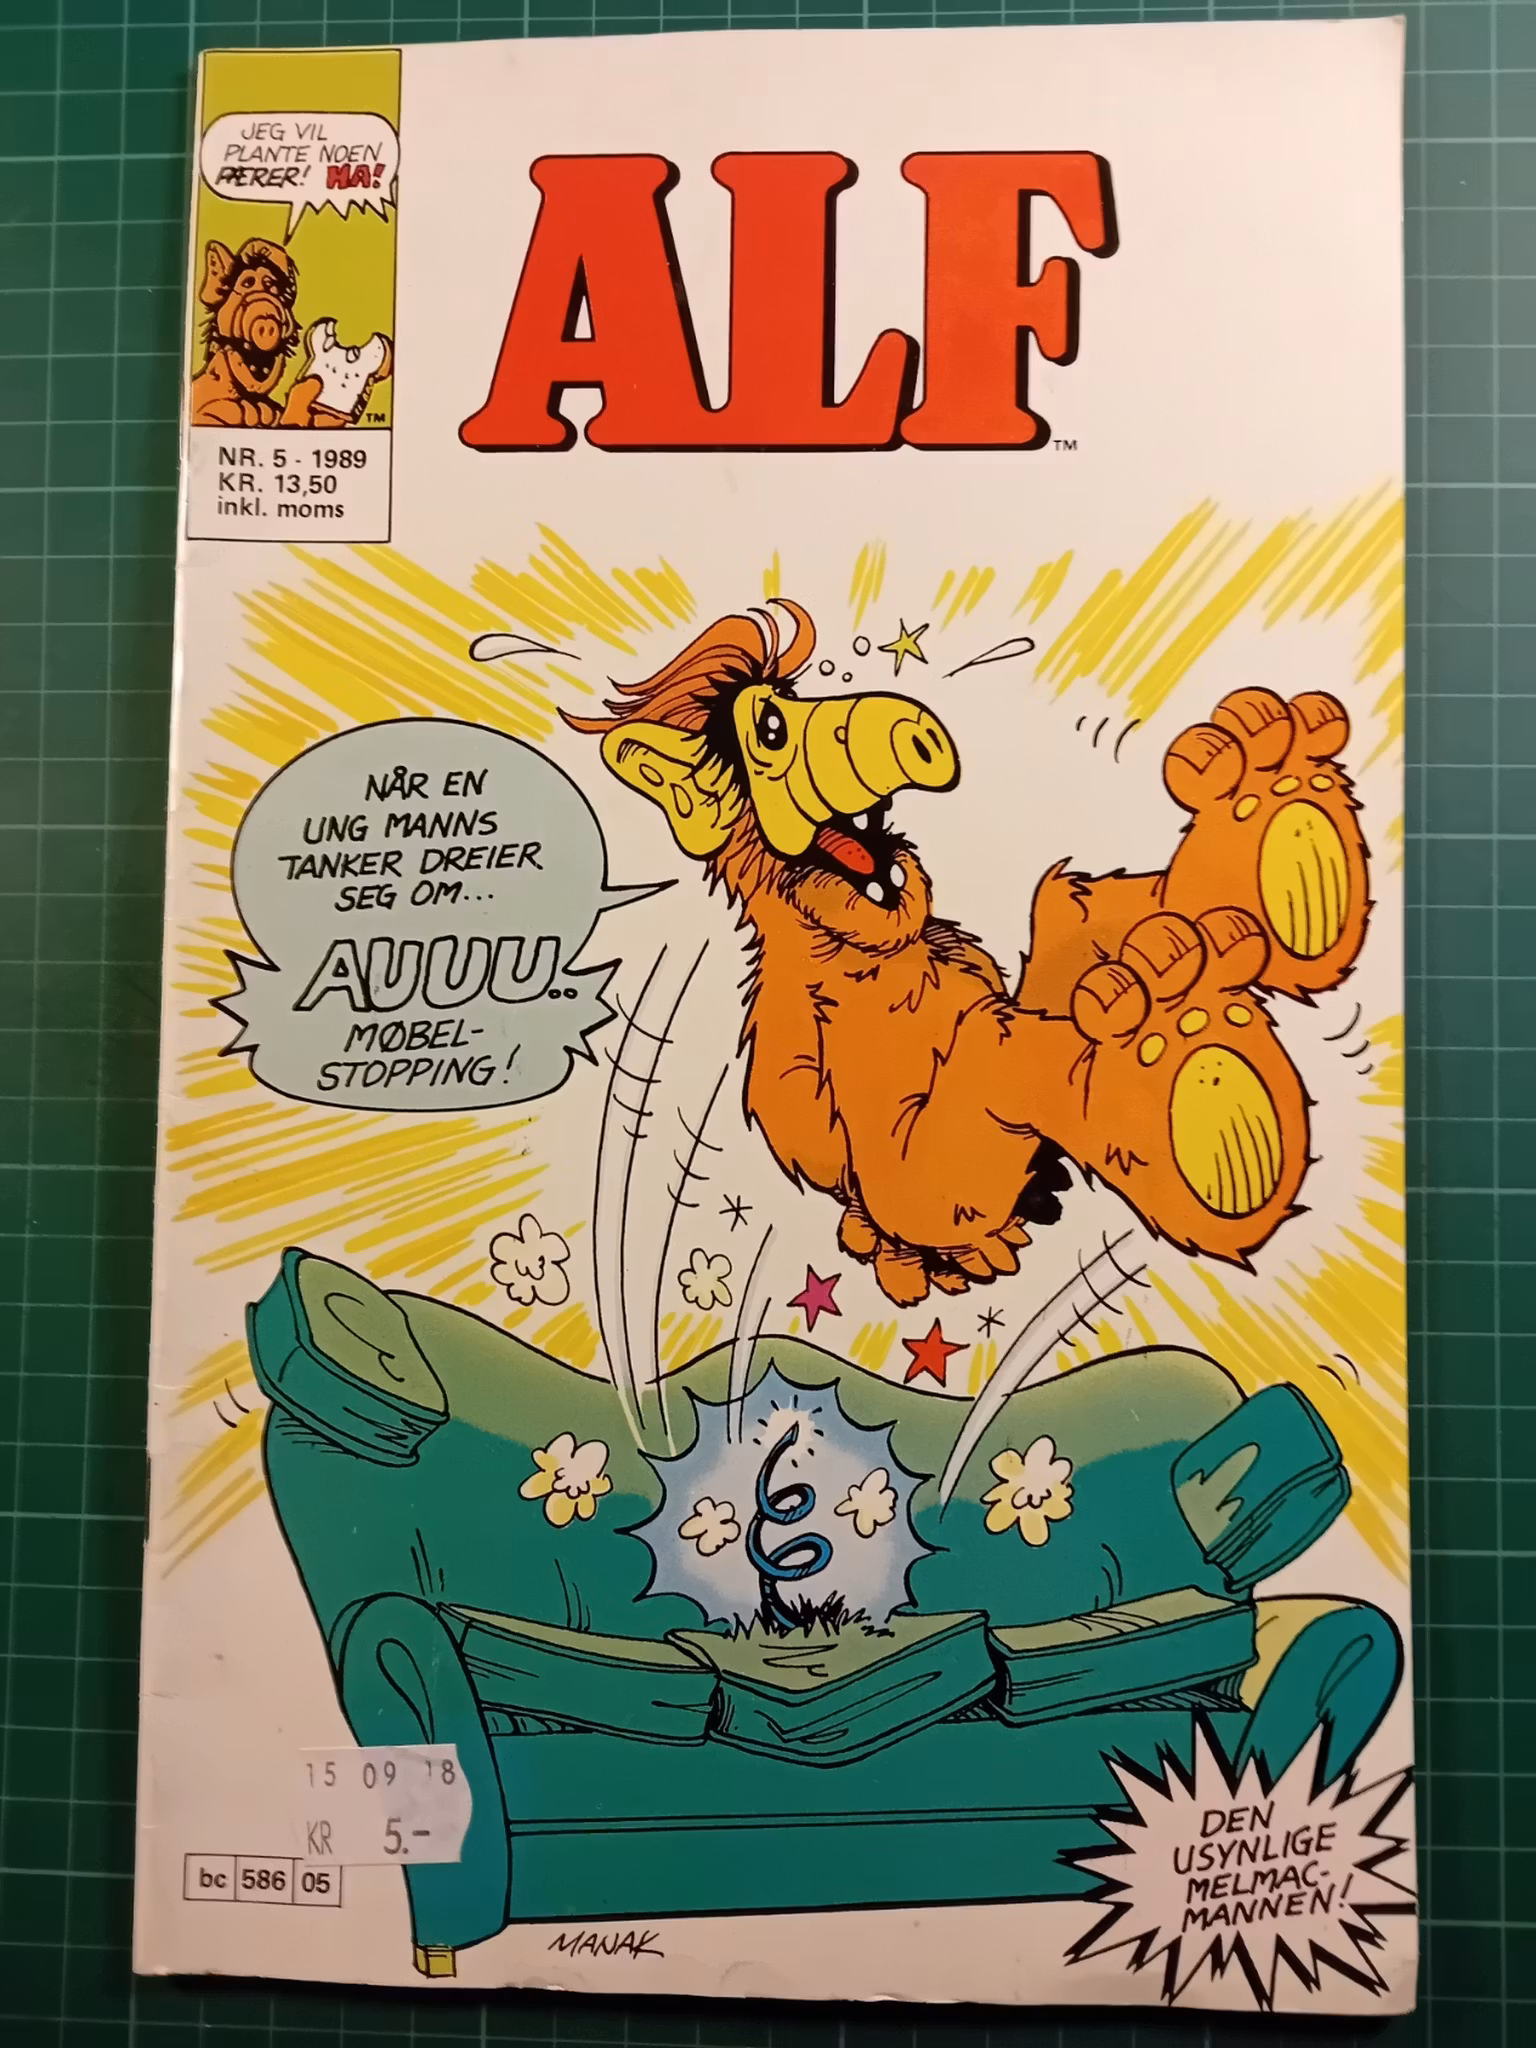 JEG VIL
PLANTE NOEN
PÆRER! HA!
TM
NR. 5 - 1989
KR. 13,50
inkl. moms
ALF
TM
NÅR EN
UNG MANNS
TANKER DREIER
SEG OM...
AUUU..
MØBEL-
STOPPING!
15 09 18
KR 5.-
bc 586 05
MANAK
DEN
USYNLIGE
MELMAC-
MANNEN!